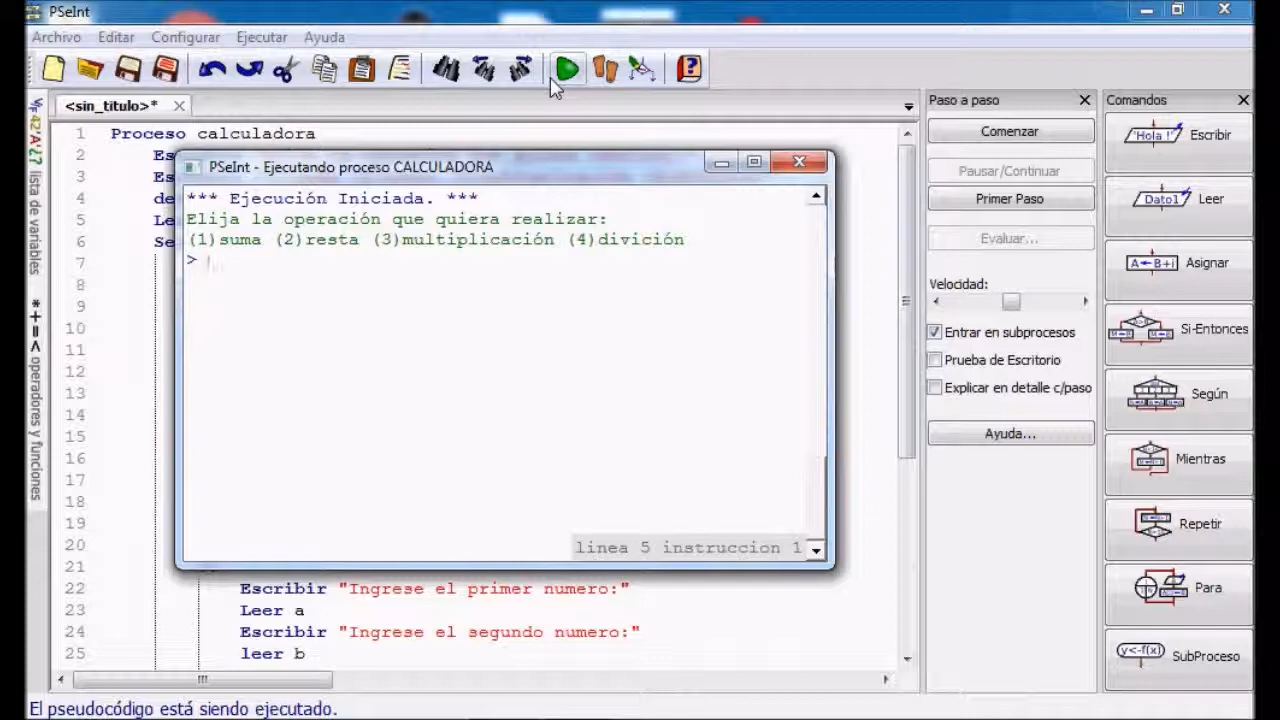 PSeInt
Archivo Editar Configurar Ejecutar Ayuda
<sin_titulo>*
lista de variables
operadores y funciones
1 Proceso calculadora
2 Es
3 Es
4 de
5 Le
6 Se
7
8
9
10
11
12
13
14
15
16
17
18
19
20
21
22 Escribir "Ingrese el primer numero:"
23 Leer a
24 Escribir "Ingrese el segundo numero:"
25 leer b
PSeInt - Ejecutando proceso CALCULADORA
*** Ejecución Iniciada. ***
Elija la operación que quiera realizar:
(1)suma (2)resta (3)multiplicación (4)división
>
linea 5 instruccion 1
Paso a paso
Comenzar
Pausar/Continuar
Primer Paso
Evaluar...
Velocidad:
Entrar en subprocesos
Prueba de Escritorio
Explicar en detalle c/paso
Ayuda...
Comandos
'Hola !' Escribir
Dato1 Leer
A←B+i Asignar
Si-Entonces
Según
Mientras
Repetir
Para
y<-f(x) SubProceso
El pseudocódigo está siendo ejecutado.